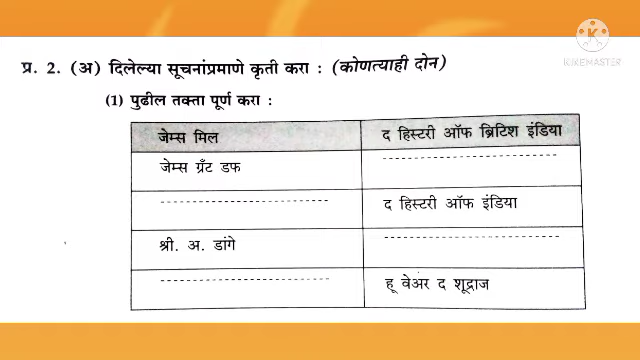 KINEMASTER
प्र. 2. (अ) दिलेल्या सूचनांप्रमाणे कृती करा : (कोणत्याही दोन)
(1) पुढील तक्ता पूर्ण करा :
जेम्स मिल द हिस्टरी ऑफ ब्रिटिश इंडिया
जेम्स ग्रँट डफ --------------------
-------------------- द हिस्टरी ऑफ इंडिया
श्री. अ. डांगे --------------------
-------------------- हू वेअर द शूद्राज